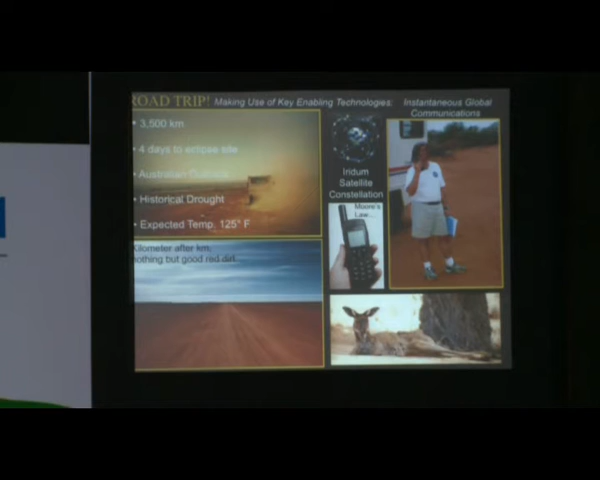 ROAD TRIP! Making Use of Key Enabling Technologies: Instantaneous Global
Communications
• 3,500 km
• 4 days to eclipse site
• Australian Outback
• Historical Drought
• Expected Temp. 125° F
Kilometer after km,
nothing but good red dirt.
Iridum
Satellite
Constellation
Moore's
Law...